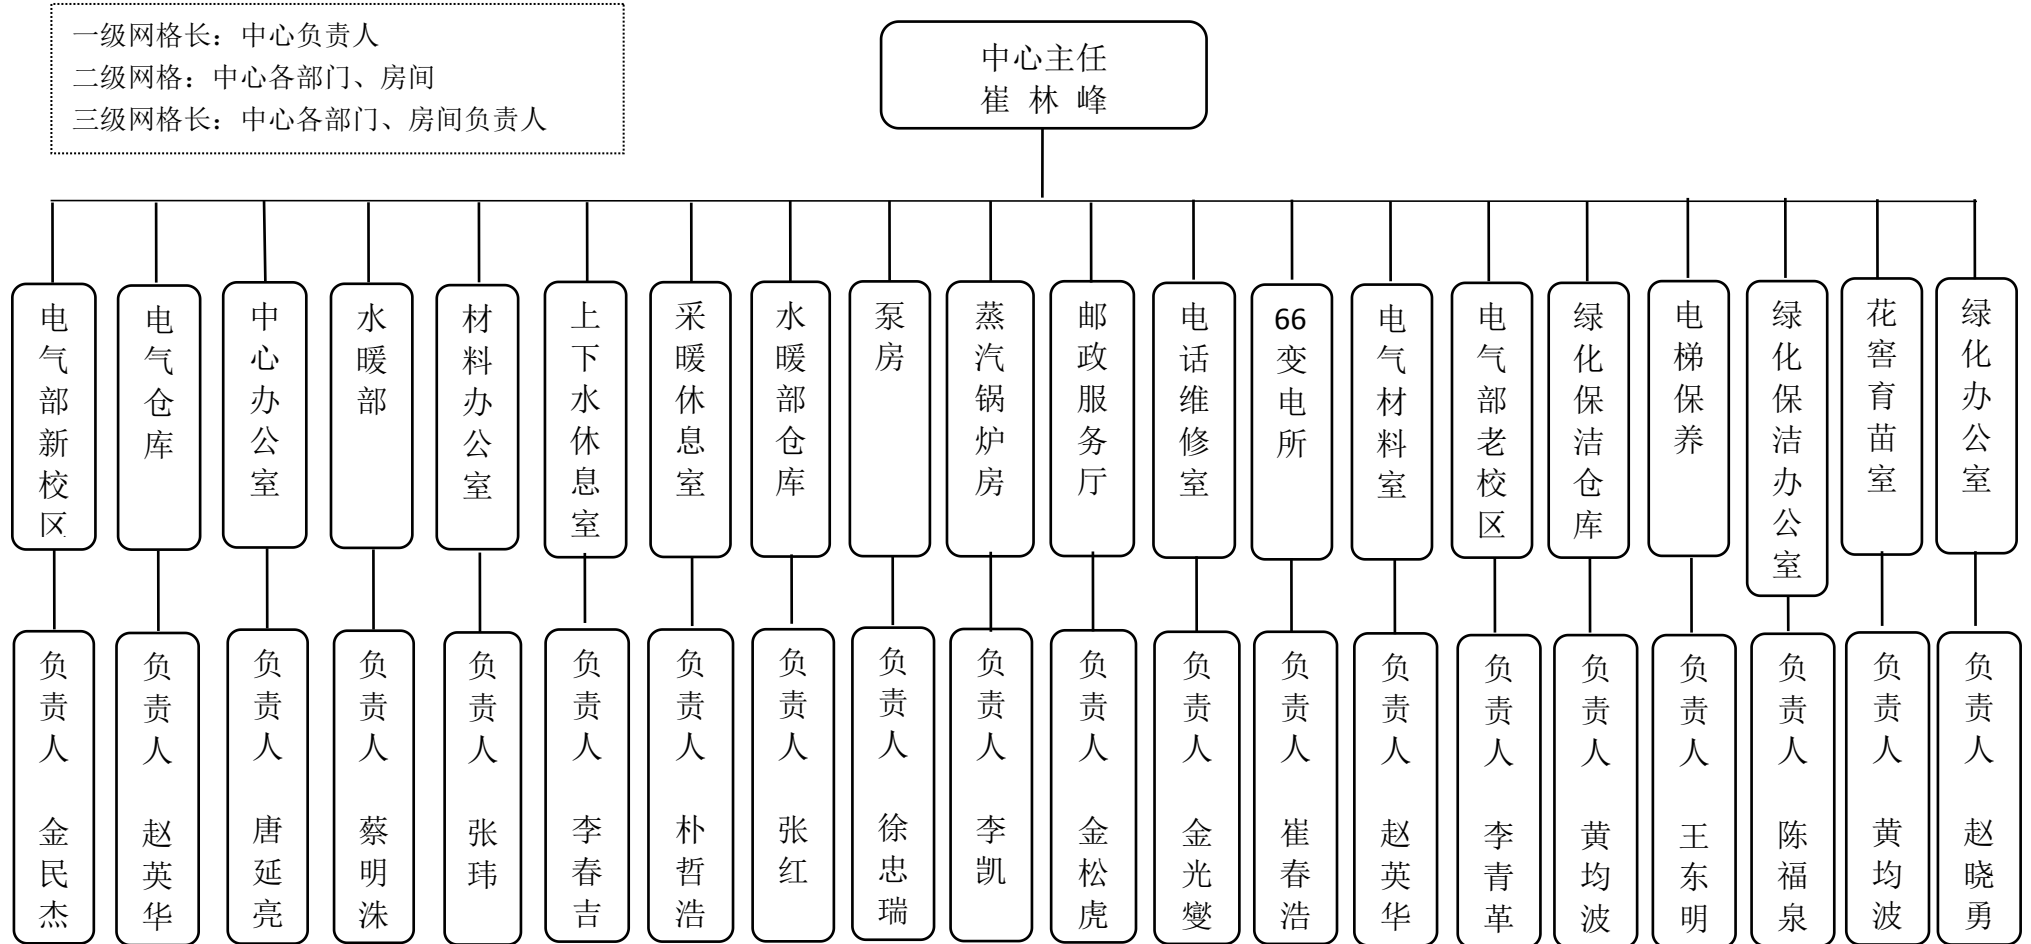 一级网格长：中心负责人
二级网格：中心各部门、房间
三级网格长：中心各部门、房间负责人
中心主任
崔 林 峰
电气部新校区
电气仓库
中心办公室
水暖部
材料办公室
上下水休息室
采暖休息室
水暖部仓库
泵房
蒸汽锅炉房
邮政服务厅
电话维修室
66变电所
电气材料室
电气部老校区
绿化保洁仓库
电梯保养
绿化保洁办公室
花窖育苗室
绿化办公室
负责人 金民杰
负责人 赵英华
负责人 唐延亮
负责人 蔡明洙
负责人 张玮
负责人 李春吉
负责人 朴哲浩
负责人 张红
负责人 徐忠瑞
负责人 李凯
负责人 金松虎
负责人 金光燮
负责人 崔春浩
负责人 赵英华
负责人 李青革
负责人 黄均波
负责人 王东明
负责人 陈福泉
负责人 黄均波
负责人 赵晓勇